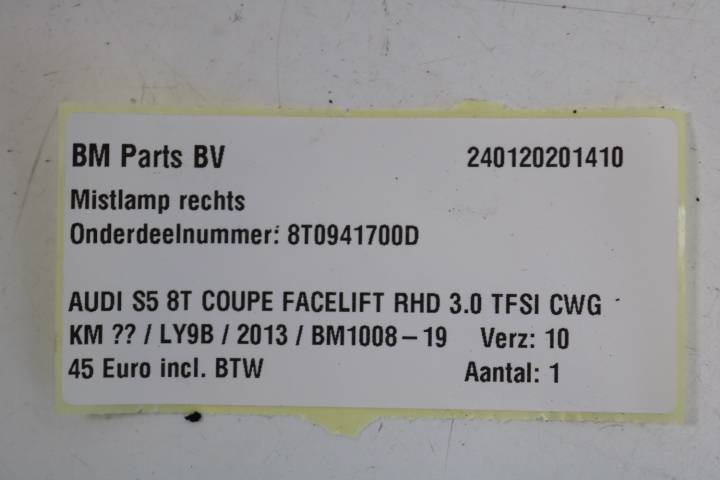 BM Parts BV 240120201410
Mistlamp rechts
Onderdeelnummer: 8T0941700D
AUDI S5 8T COUPE FACELIFT RHD 3.0 TFSI CWG
KM ?? / LY9B / 2013 / BM1008-19 Verz: 10
45 Euro incl. BTW Aantal: 1